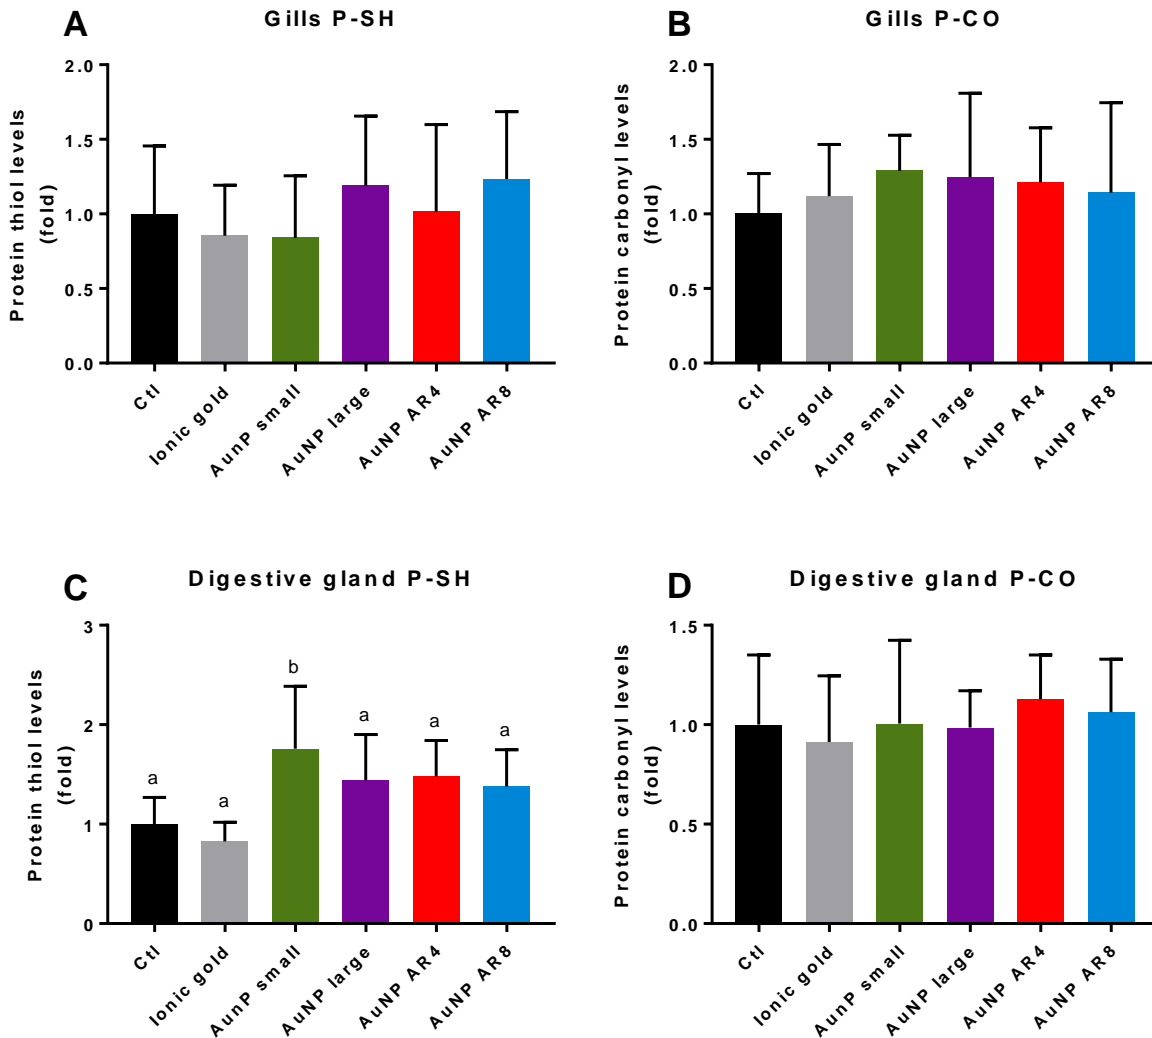 A
Gills P-SH
Protein thiol levels
(fold)
2.0
1.5
1.0
0.5
0.0
Ctl
Ionic gold
AunP small
AuNP large
AuNP AR4
AuNP AR8
B
Gills P-CO
Protein carbonyl levels
(fold)
2.0
1.5
1.0
0.5
0.0
Ctl
Ionic gold
AunP small
AuNP large
AuNP AR4
AuNP AR8
C
Digestive gland P-SH
Protein thiol levels
(fold)
3
2
1
0
a
a
b
a
a
a
Ctl
Ionic gold
AunP small
AuNP large
AuNP AR4
AuNP AR8
D
Digestive gland P-CO
Protein carbonyl levels
(fold)
1.5
1.0
0.5
0.0
Ctl
Ionic gold
AunP small
AuNP large
AuNP AR4
AuNP AR8